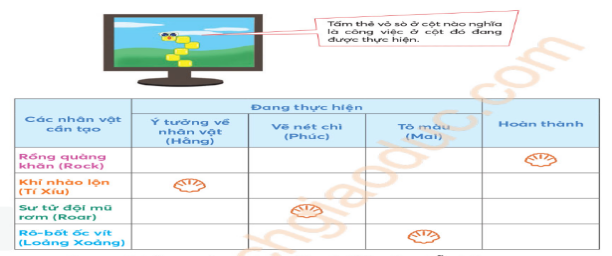 Tấm thẻ vỏ sò ở cột nào nghĩa
là công việc ở cột đó đang
được thực hiện.
Các nhân vật
cần tạo
Đang thực hiện
Hoàn thành
Ý tưởng về
nhân vật
(Hằng)
Vẽ nét chì
(Phúc)
Tô màu
(Mai)
Rồng quàng
khăn (Rock)
Khỉ nhào lộn
(Tí Xíu)
Sư tử đội mũ
rơm (Roar)
Rô-bốt ốc vít
(Loảng Xoảng)
chgiaoduc.com